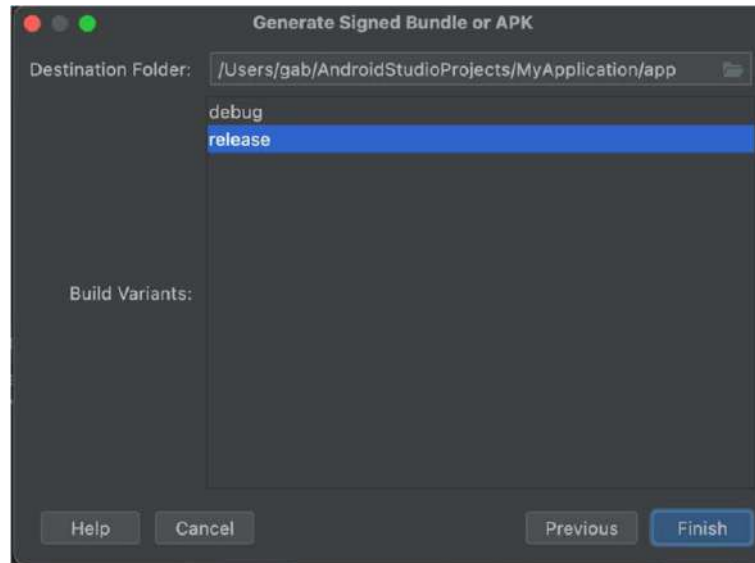 Generate Signed Bundle or APK
Destination Folder: /Users/gab/AndroidStudioProjects/MyApplication/app
debug
release
Build Variants:
Help Cancel Previous Finish